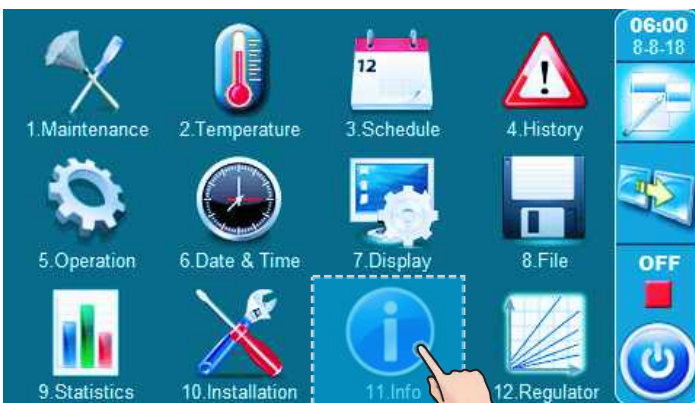 06:00
8-8-18
12
1.Maintenance 2.Temperature 3.Schedule 4.History
5.Operation 6.Date & Time 7.Display 8.File
OFF
9.Statistics 10.Installation 11.Info 12.Regulator